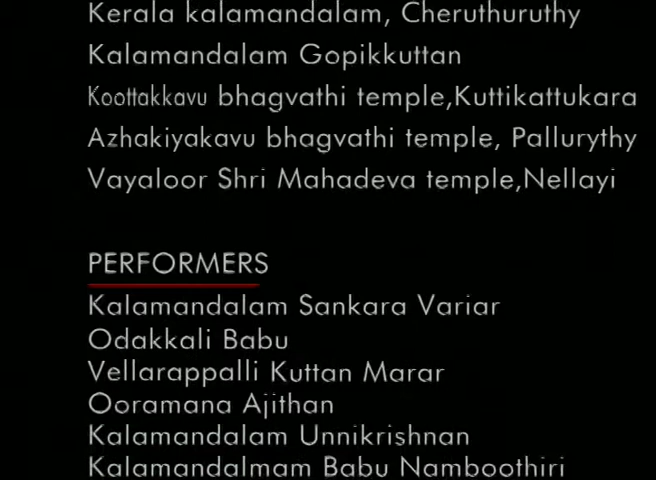 Kerala kalamandalam, Cheruthuruthy
Kalamandalam Gopikkuttan
Koottakkavu bhagvathi temple,Kuttikattukara
Azhakiyakavu bhagvathi temple, Pallurythy
Vayaloor Shri Mahadeva temple,Nellayi
PERFORMERS
Kalamandalam Sankara Variar
Odakkali Babu
Vellarappalli Kuttan Marar
Ooramana Ajithan
Kalamandalam Unnikrishnan
Kalamandalmam Babu Namboothiri